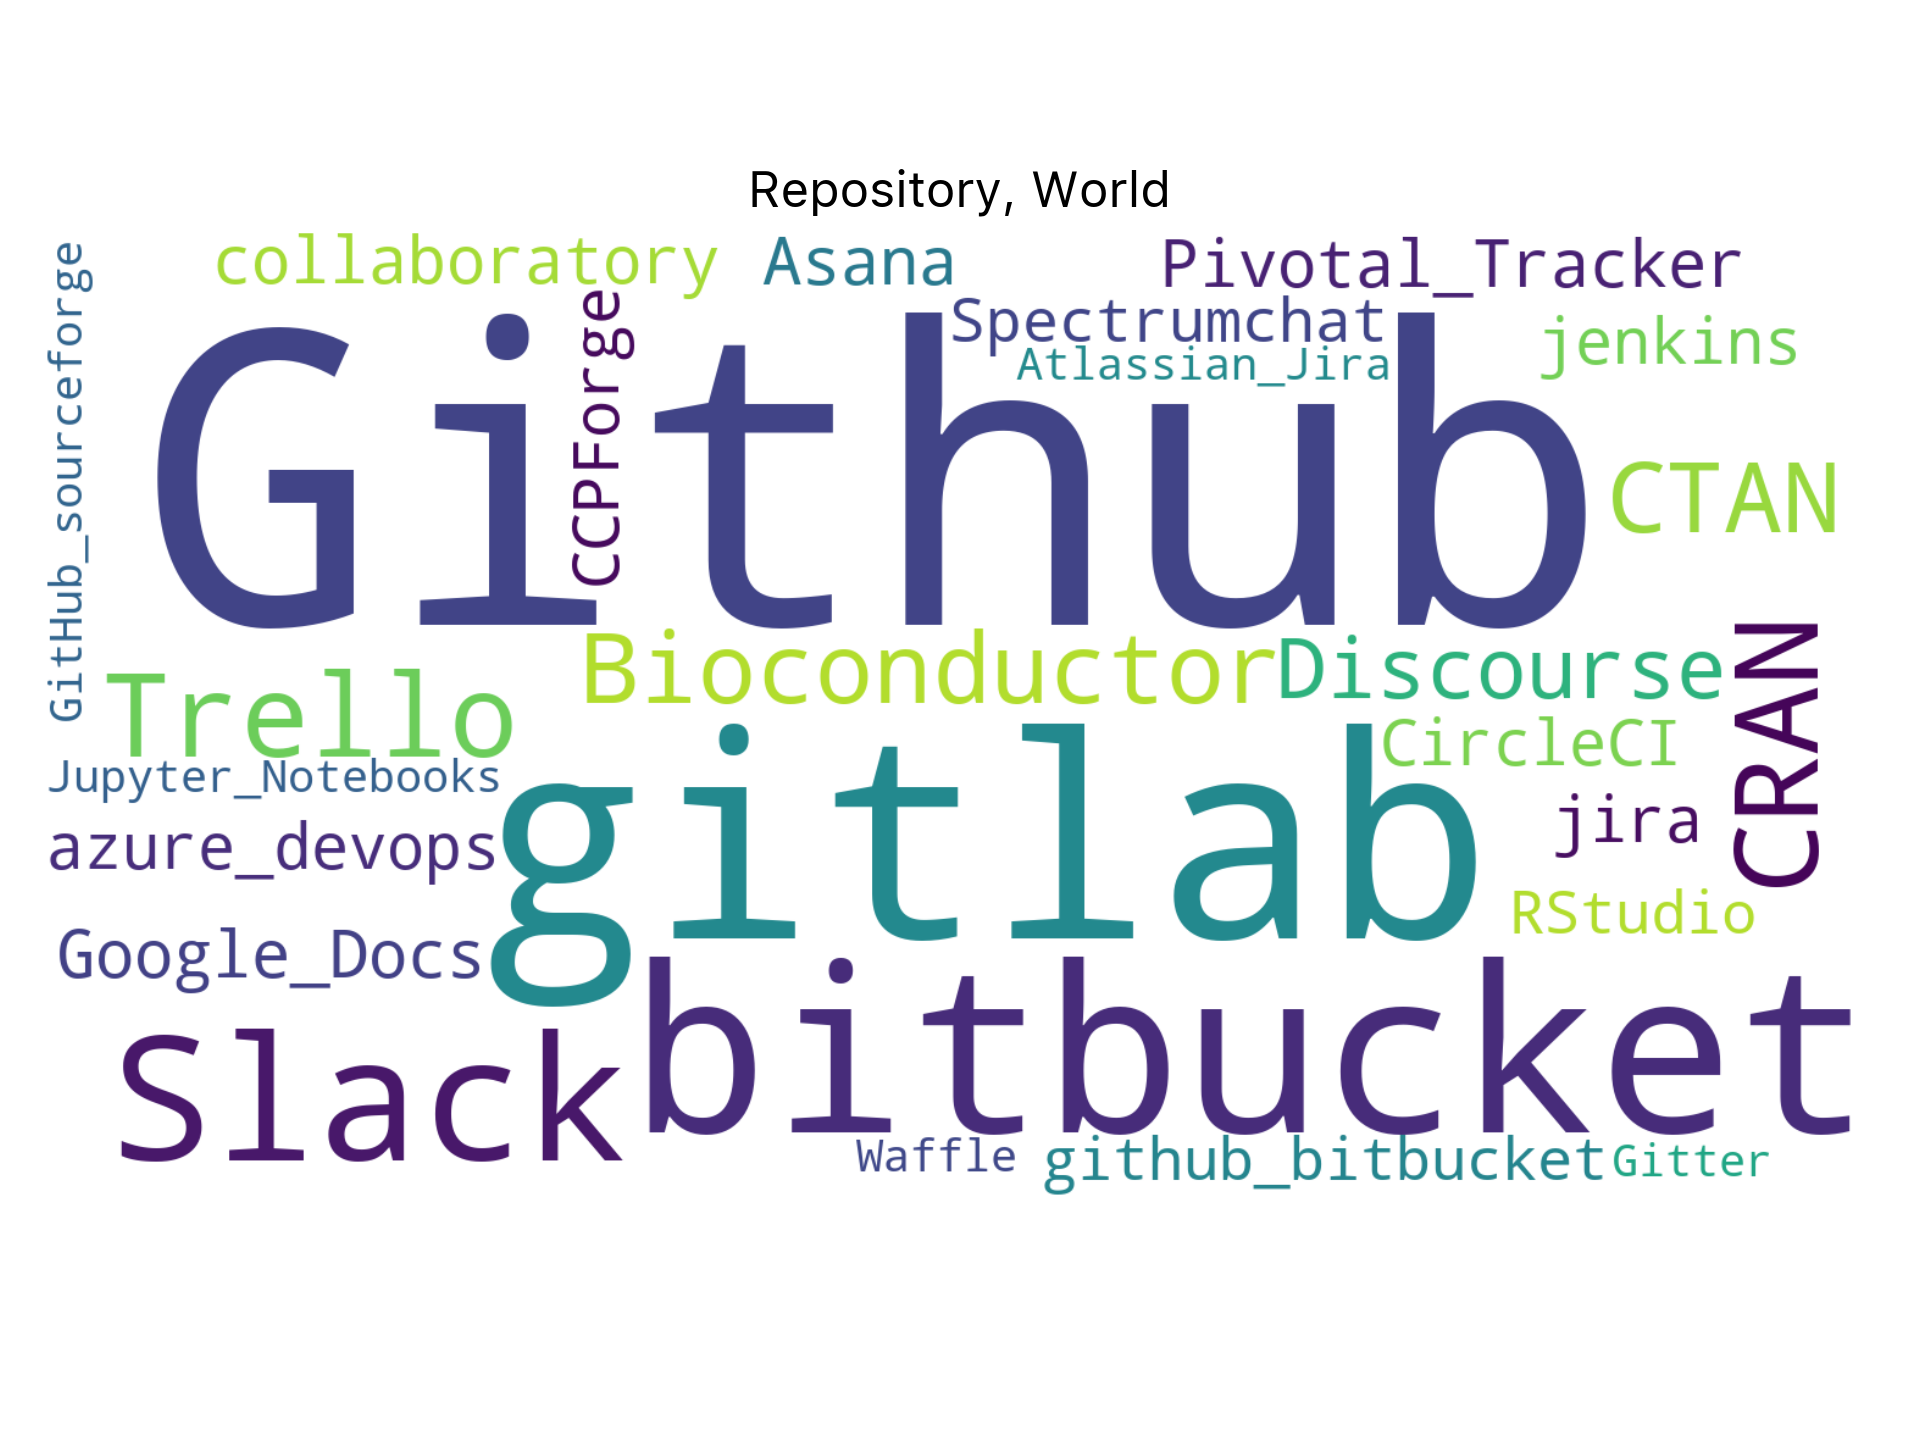 Repository, World
GitHub_sourceforge
collaboratory
Asana
Pivotal_Tracker
Spectrumchat
Atlassian_Jira
jenkins
CCPForge
Github
CTAN
Bioconductor
Discourse
CRAN
Trello
CircleCI
Jupyter_Notebooks
gitlab
jira
azure_devops
RStudio
Google_Docs
bitbucket
Slack
Waffle
github_bitbucket
Gitter